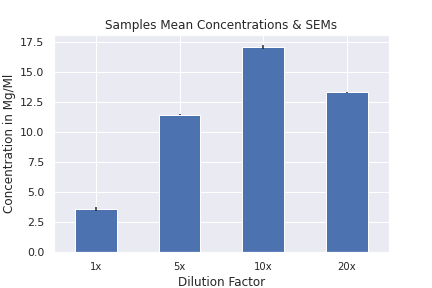 Samples Mean Concentrations & SEMs
17.5
15.0
12.5
10.0
7.5
5.0
2.5
0.0
Concentration in Mg/Ml
1x 5x 10x 20x
Dilution Factor